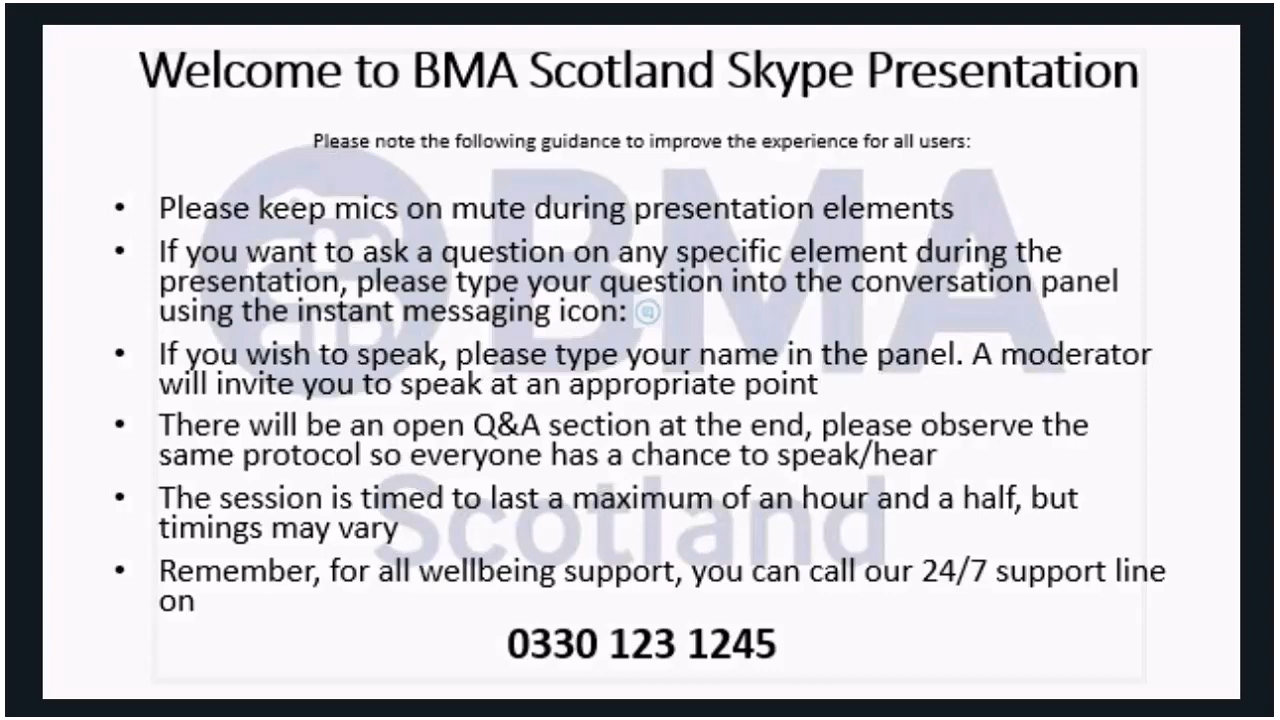 Welcome to BMA Scotland Skype Presentation
Please note the following guidance to improve the experience for all users:
• Please keep mics on mute during presentation elements
• If you want to ask a question on any specific element during the
presentation, please type your question into the conversation panel
using the instant messaging icon:
• If you wish to speak, please type your name in the panel. A moderator
will invite you to speak at an appropriate point
• There will be an open Q&A section at the end, please observe the
same protocol so everyone has a chance to speak/hear
• The session is timed to last a maximum of an hour and a half, but
timings may vary
• Remember, for all wellbeing support, you can call our 24/7 support line
on
0330 123 1245
BMA
Scotland